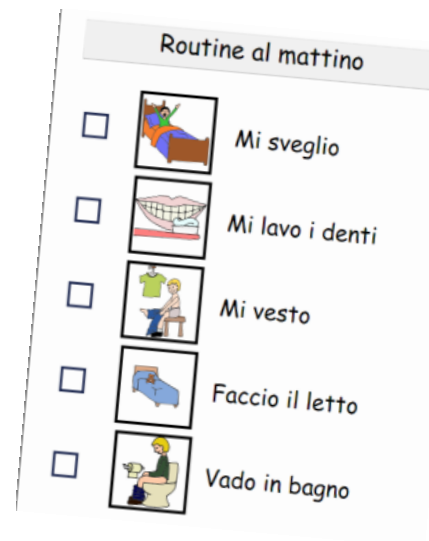 Routine al mattino
Mi sveglio
Mi lavo i denti
Mi vesto
Faccio il letto
Vado in bagno